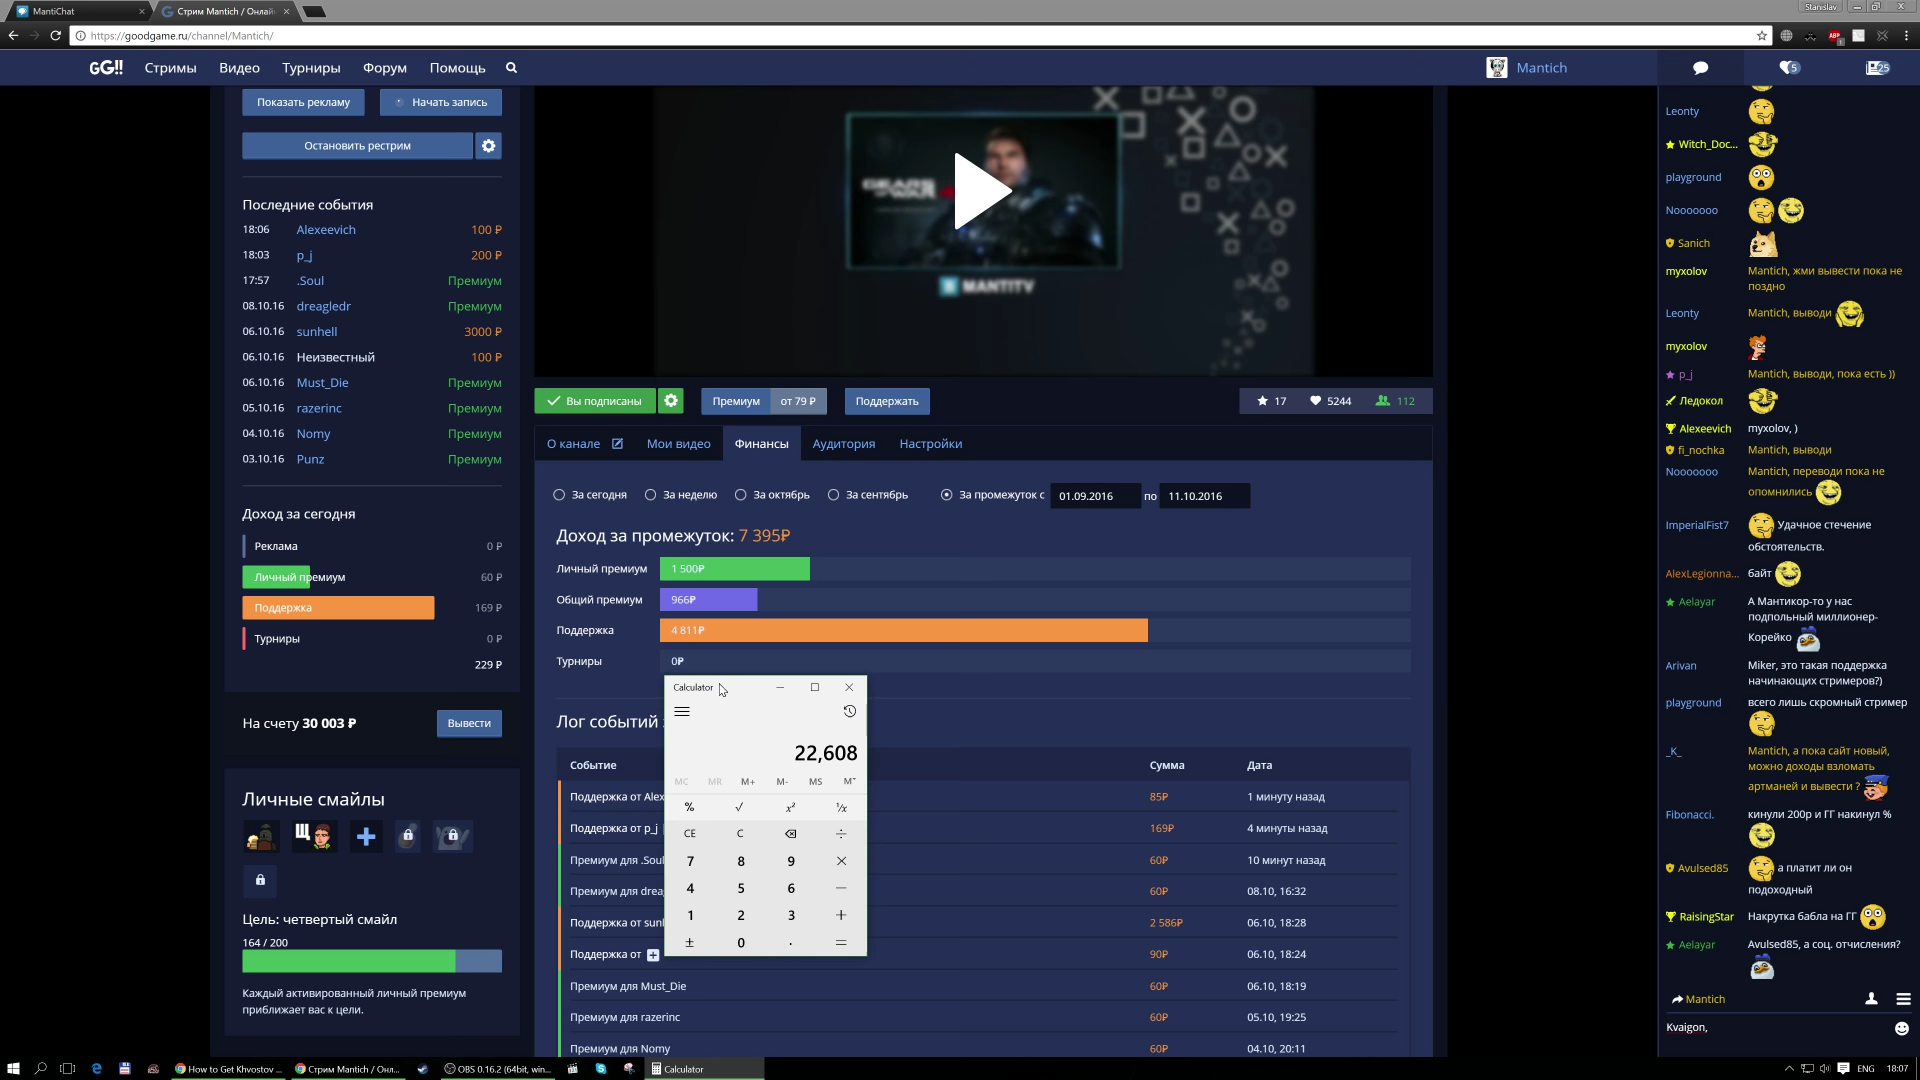 MantiChat
Стрим Mantich / Онлай
Stanislav
https://goodgame.ru/channel/Mantich/
GG!!
Стримы
Видео
Турниры
Форум
Помощь
Mantich
5
25
Показать рекламу
Начать запись
Остановить рестрим
Последние события
18:06 Alexeevich 100 ₽
18:03 p_j 200 ₽
17:57 .Soul Премиум
08.10.16 dreagledr Премиум
06.10.16 sunhell 3000 ₽
06.10.16 Неизвестный 100 ₽
06.10.16 Must_Die Премиум
05.10.16 razerinc Премиум
04.10.16 Nomy Премиум
03.10.16 Punz Премиум
Доход за сегодня
Реклама 0 ₽
Личный премиум 60 ₽
Поддержка 169 ₽
Турниры 0 ₽
229 ₽
На счету 30 003 ₽
Вывести
Личные смайлы
Щ
Цель: четвертый смайл
164 / 200
Каждый активированный личный премиум
приближает вас к цели.
GEARS
OF WAR
MANTITV
Вы подписаны
Премиум от 79 ₽
Поддержать
17 5244 112
О канале
Мои видео
Финансы
Аудитория
Настройки
За сегодня
За неделю
За октябрь
За сентябрь
За промежуток с 01.09.2016 по 11.10.2016
Доход за промежуток: 7 395₽
Личный премиум 1 500₽
Общий премиум 966₽
Поддержка 4 811₽
Турниры 0₽
Лог событий
Событие Сумма Дата
Поддержка от Alex 85₽ 1 минуту назад
Поддержка от p_j 169₽ 4 минуты назад
Премиум для .Soul 60₽ 10 минут назад
Премиум для drea 60₽ 08.10, 16:32
Поддержка от sunl 2 586₽ 06.10, 18:28
Поддержка от + 90₽ 06.10, 18:24
Премиум для Must_Die 60₽ 06.10, 18:19
Премиум для razerinc 60₽ 05.10, 19:25
Премиум для Nomy 60₽ 04.10, 20:11
Calculator
22,608
MC MR M+ M- MS M˅
% √ x² ¹/x
CE C ⌫ ÷
7 8 9 ×
4 5 6 −
1 2 3 +
± 0 . =
Leonty
Witch_Doc...
playground
Nooooooo
Sanich
myxolov Mantich, жми вывести пока не
поздно
Leonty Mantich, выводи
myxolov
p_j Mantich, выводи, пока есть ))
Ледокол
Alexeevich myxolov, )
fi_nochka Mantich, выводи
Nooooooo Mantich, переводи пока не
опомнились
ImperialFist7 Удачное стечение
обстоятельств.
AlexLegionna... байт
Aelayar А Мантикор-то у нас
подпольный миллионер-
Корейко
Arivan Miker, это такая поддержка
начинающих стримеров?)
playground всего лишь скромный стример
_K_ Mantich, а пока сайт новый,
можно доходы взломать
артманей и вывести ?
Fibonacci. кинули 200р и ГГ накинул %
Avulsed85 а платит ли он
подоходный
RaisingStar Накрутка бабла на ГГ
Aelayar Avulsed85, а соц. отчисления?
Mantich
Kvaigon,
How to Get Khvostov ...
Стрим Mantich / Онл...
OBS 0.16.2 (64bit, win...
Calculator
ENG 18:07